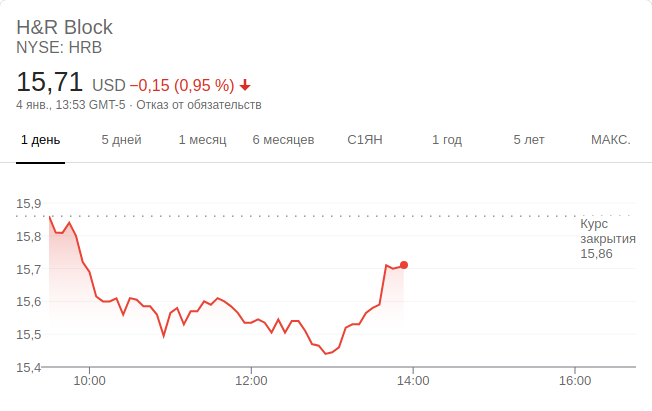 H&R Block
NYSE: HRB
15,71 USD −0,15 (0,95 %)
4 янв., 13:53 GMT-5 · Отказ от обязательств
1 день 5 дней 1 месяц 6 месяцев С1ЯН 1 год 5 лет МАКС.
15,9
Курс
закрытия
15,86
15,8
15,7
15,6
15,5
15,4
10:00 12:00 14:00 16:00